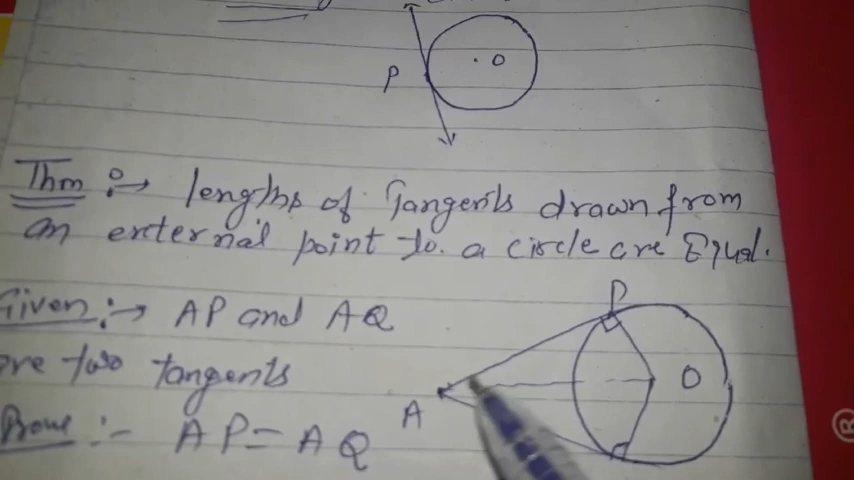 P
O
Thm :→ lengths of Tangents drawn from
an external point to a circle are Equal.
P
Given :→ AP and AQ
are two tangents
O
A
Prove :- AP = AQ
®